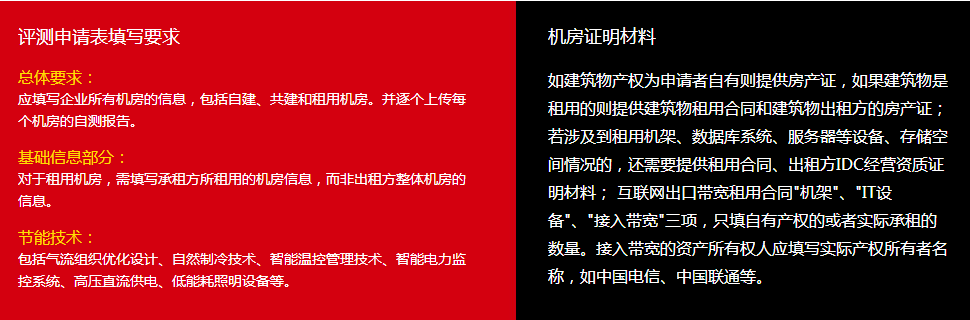 评测申请表填写要求
总体要求：
应填写企业所有机房的信息，包括自建、共建和租用机房。并逐个上传每
个机房的自测报告。
基础信息部分：
对于租用机房，需填写承租方所租用的机房信息，而非出租方整体机房的
信息。
节能技术：
包括气流组织优化设计、自然制冷技术、智能温控管理技术、智能电力监
控系统、高压直流供电、低能耗照明设备等。
机房证明材料
如建筑物产权为申请者自有则提供房产证，如果建筑物是
租用的则提供建筑物租用合同和建筑物出租方的房产证；
若涉及到租用机架、数据库系统、服务器等设备、存储空
间情况的，还需要提供租用合同、出租方IDC经营资质证
明材料； 互联网出口带宽租用合同"机架"、"IT设
备"、"接入带宽"三项，只填自有产权的或者实际承租的
数量。接入带宽的资产所有权人应填写实际产权所有者名
称，如中国电信、中国联通等。